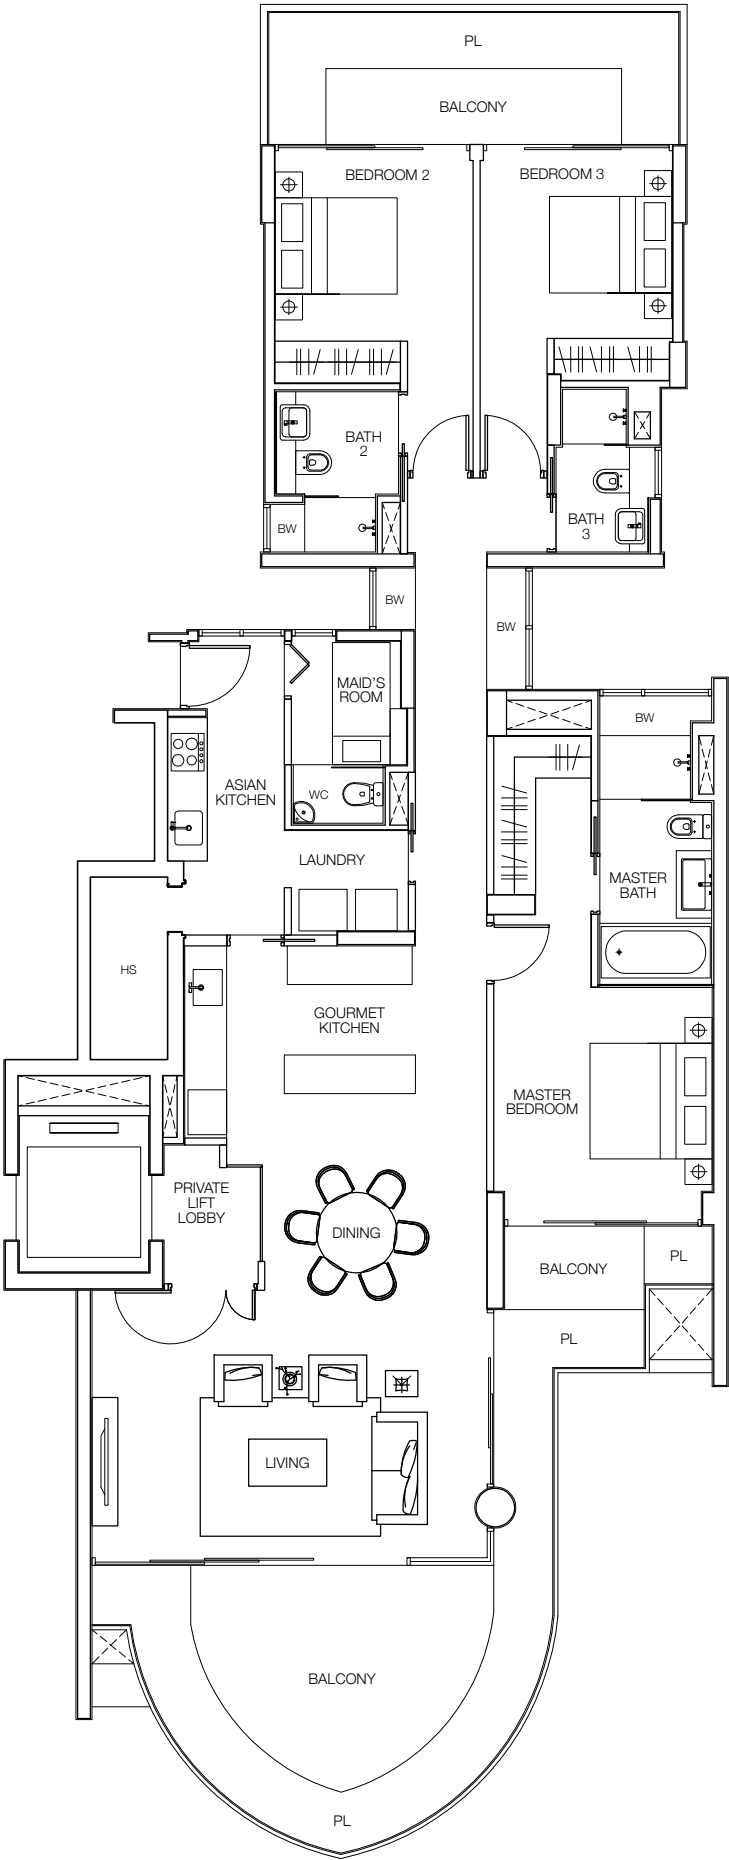 PL
BALCONY
BEDROOM 2
BEDROOM 3
BATH
2
BATH
3
BW
BW
BW
MAID'S
ROOM
BW
ASIAN
KITCHEN
WC
LAUNDRY
MASTER
BATH
HS
GOURMET
KITCHEN
MASTER
BEDROOM
PRIVATE
LIFT
LOBBY
DINING
BALCONY
PL
PL
LIVING
BALCONY
PL